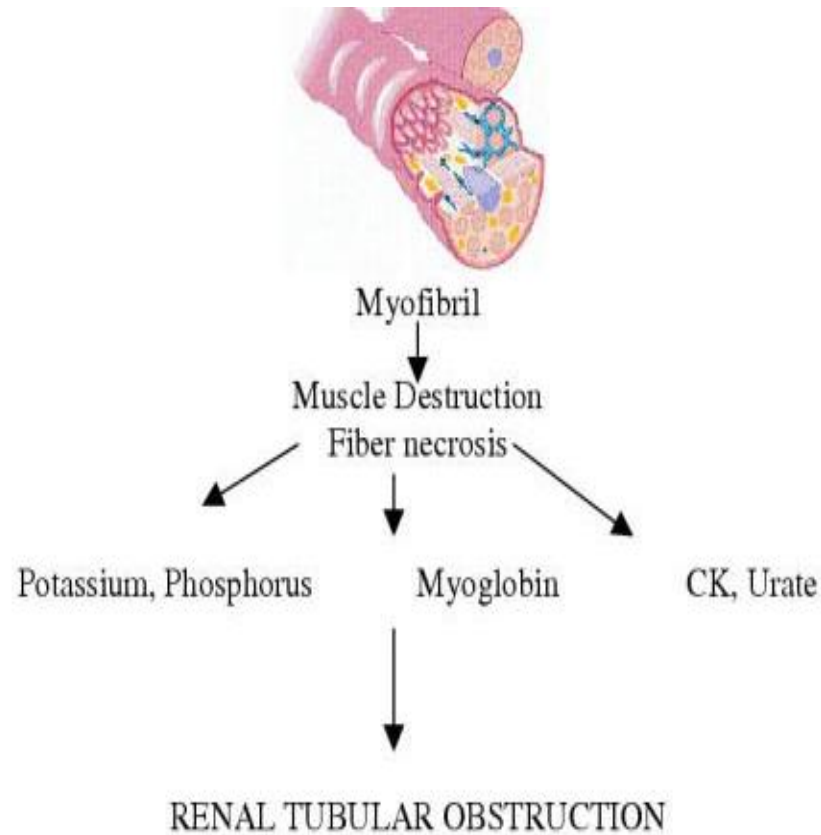 Myofibril
Muscle Destruction
Fiber necrosis
Potassium, Phosphorus Myoglobin CK, Urate
RENAL TUBULAR OBSTRUCTION